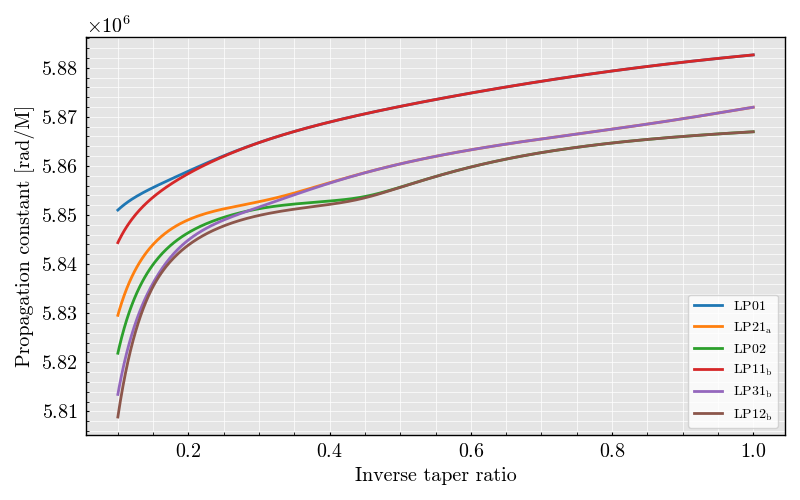 ×10⁶
5.88
5.87
5.86
5.85
5.84
5.83
5.82
5.81
Propagation constant [rad/M]
0.2 0.4 0.6 0.8 1.0
Inverse taper ratio
LP01
LP21a
LP02
LP11b
LP31b
LP12b